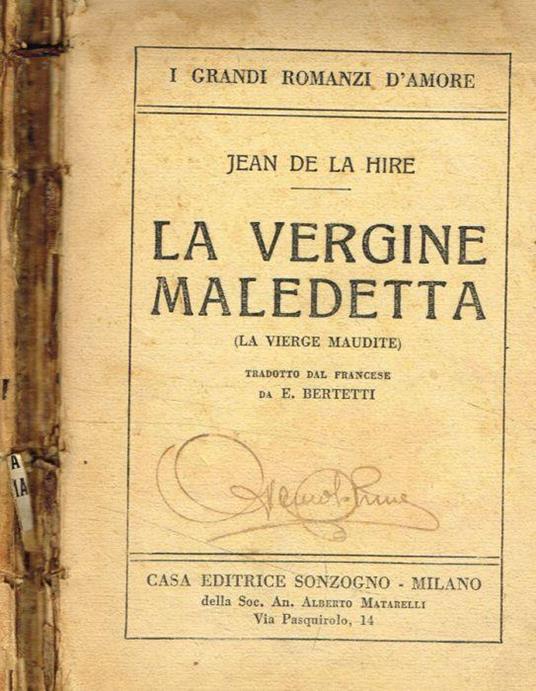 I GRANDI ROMANZI D'AMORE
JEAN DE LA HIRE
LA VERGINE
MALEDETTA
(LA VIERGE MAUDITE)
TRADOTTO DAL FRANCESE
DA E. BERTETTI
CASA EDITRICE SONZOGNO - MILANO
della Soc. An. ALBERTO MATARELLI
Via Pasquirolo, 14
A
IA